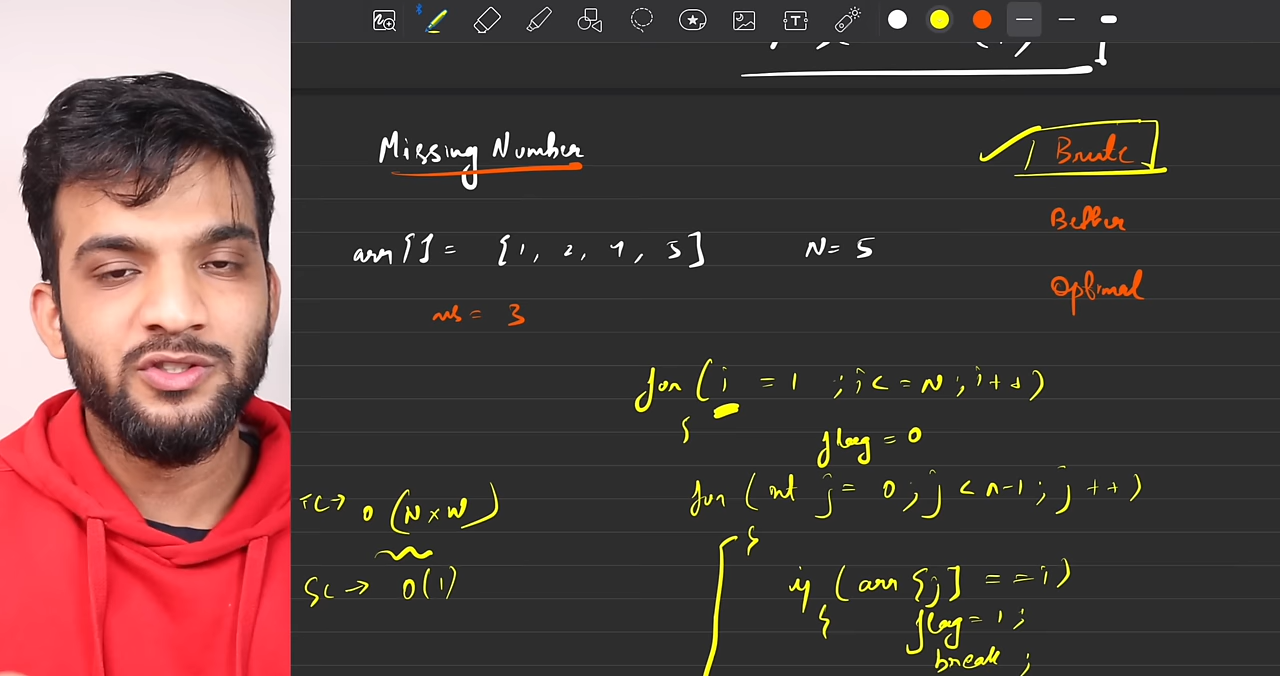 Missing Number
1 Brute
Better
Optimal
arr[] = [1, 2, 4, 5] N = 5
ans = 3
for (i = 1 ; i <= N ; i++)
{
flag = 0
for (int j = 0 ; j < n-1 ; j++)
{
if (arr[j] == i)
{
flag = 1 ;
break ;
TC → O(N×N)
SC → O(1)